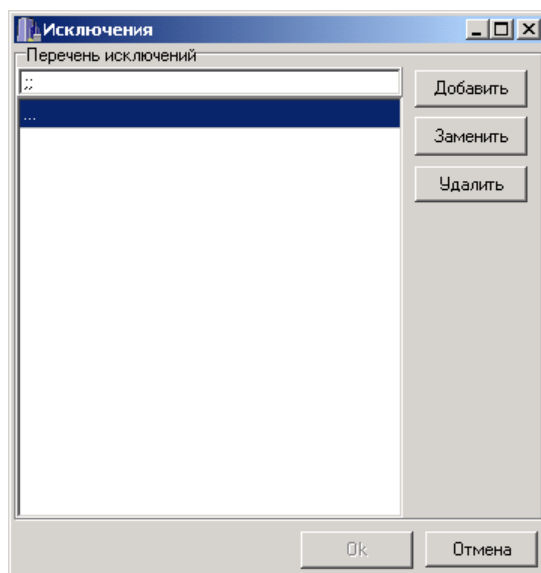 Исключения
Перечень исключений
;;
Добавить
...
Заменить
Удалить
Ok
Отмена